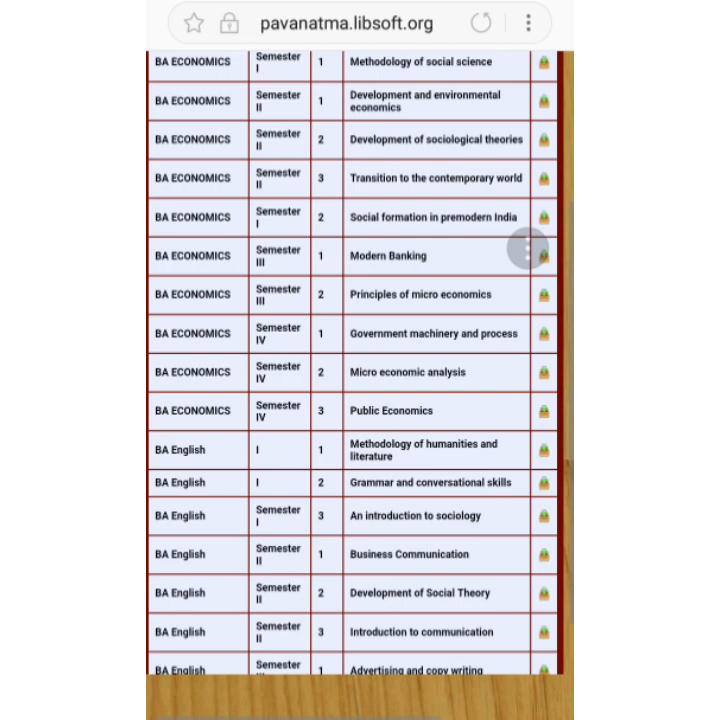 pavanatma.libsoft.org
BA ECONOMICS Semester I 1 Methodology of social science
BA ECONOMICS Semester II 1 Development and environmental economics
BA ECONOMICS Semester II 2 Development of sociological theories
BA ECONOMICS Semester II 3 Transition to the contemporary world
BA ECONOMICS Semester I 2 Social formation in premodern India
BA ECONOMICS Semester III 1 Modern Banking
BA ECONOMICS Semester III 2 Principles of micro economics
BA ECONOMICS Semester IV 1 Government machinery and process
BA ECONOMICS Semester IV 2 Micro economic analysis
BA ECONOMICS Semester IV 3 Public Economics
BA English I 1 Methodology of humanities and literature
BA English I 2 Grammar and conversational skills
BA English Semester I 3 An introduction to sociology
BA English Semester II 1 Business Communication
BA English Semester II 2 Development of Social Theory
BA English Semester II 3 Introduction to communication
BA English Semester 1 Advertising and copy writing